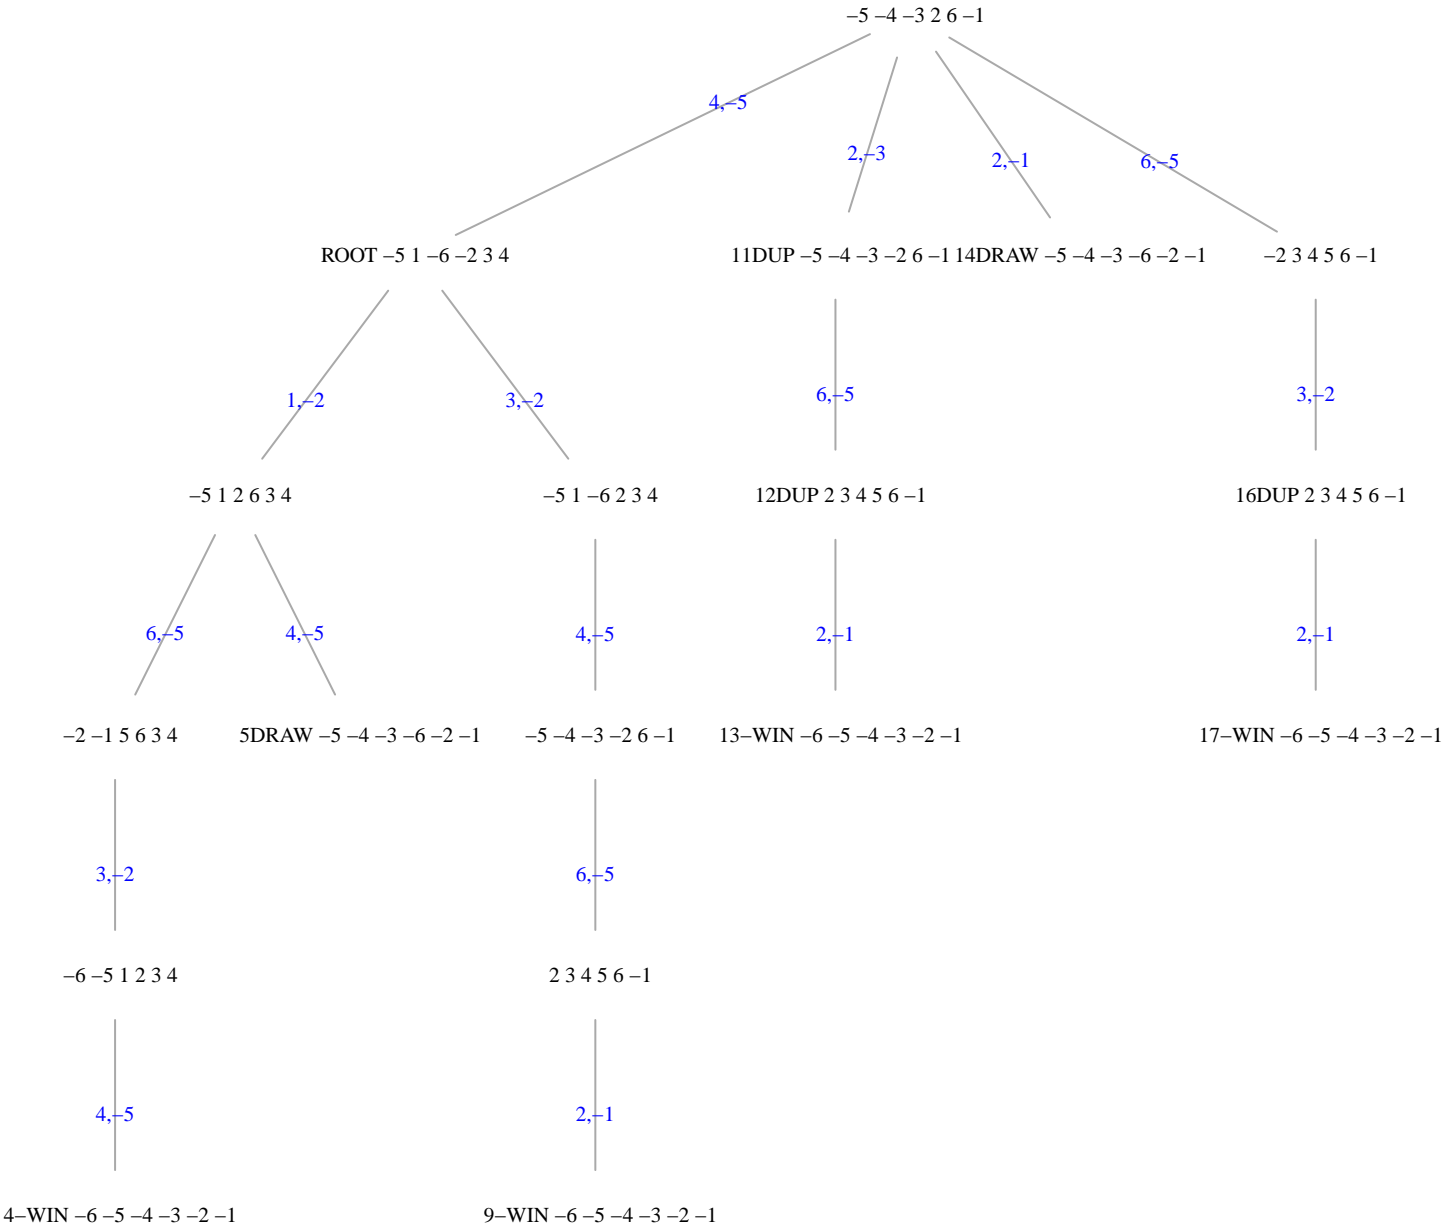 −5 −4 −3 2 6 −1
4,−5
2,−3
2,−1
6,−5
ROOT −5 1 −6 −2 3 4
11DUP −5 −4 −3 −2 6 −1
14DRAW −5 −4 −3 −6 −2 −1
−2 3 4 5 6 −1
1,−2
3,−2
6,−5
3,−2
−5 1 2 6 3 4
−5 1 −6 2 3 4
12DUP 2 3 4 5 6 −1
16DUP 2 3 4 5 6 −1
6,−5
4,−5
4,−5
2,−1
2,−1
−2 −1 5 6 3 4
5DRAW −5 −4 −3 −6 −2 −1
−5 −4 −3 −2 6 −1
13−WIN −6 −5 −4 −3 −2 −1
17−WIN −6 −5 −4 −3 −2 −1
3,−2
6,−5
−6 −5 1 2 3 4
2 3 4 5 6 −1
4,−5
2,−1
4−WIN −6 −5 −4 −3 −2 −1
9−WIN −6 −5 −4 −3 −2 −1